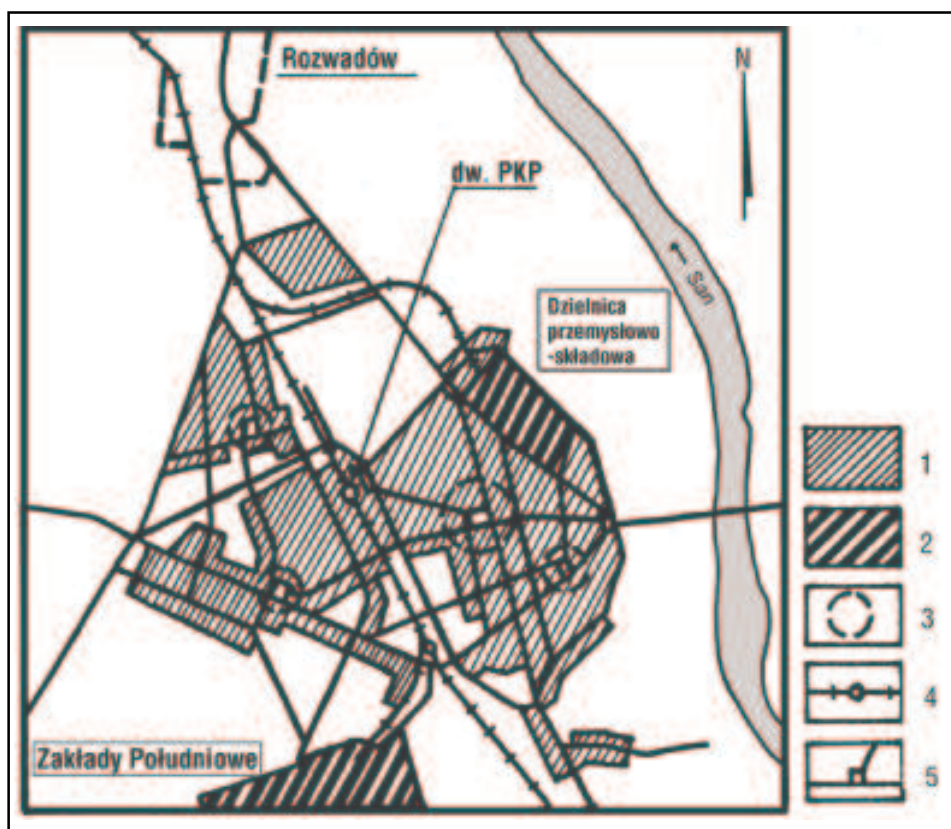 Rozwadów
N
dw. PKP
San
Dzielnica
przemysłowo
-składowa
Zakłady Południowe
1
2
3
4
5